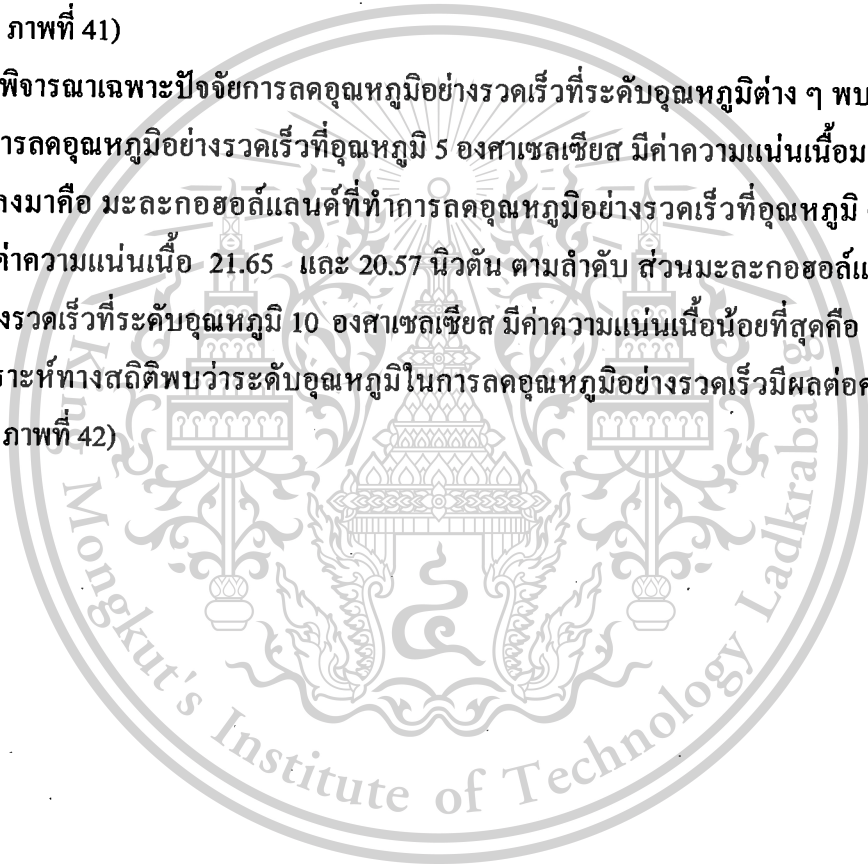 ภาพที่ 41)
พิจารณาเฉพาะปัจจัยการลดอุณหภูมิอย่างรวดเร็วที่ระดับอุณหภูมิต่าง ๆ พบ
การลดอุณหภูมิอย่างรวดเร็วที่อุณหภูมิ 5 องศาเซลเซียส มีค่าความแน่นเนื้อม
ลงมาคือ มะละกอฮอล์แลนด์ที่ทำการลดอุณหภูมิอย่างรวดเร็วที่อุณหภูมิ
ค่าความแน่นเนื้อ 21.65 และ 20.57 นิวตัน ตามลำดับ ส่วนมะละกอฮอล์แ
งรวดเร็วที่ระดับอุณหภูมิ 10 องศาเซลเซียส มีค่าความแน่นเนื้อน้อยที่สุดคือ
ราะห์ทางสถิติพบว่าระดับอุณหภูมิในการลดอุณหภูมิอย่างรวดเร็วมีผลต่อค
ภาพที่ 42)
King Mongkut's Institute of Technology Ladkrabang